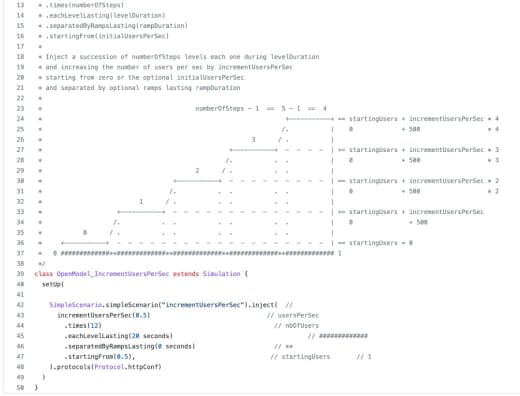 13 * .times(numberOfSteps)
14 * .eachLevelLasting(levelDuration)
15 * .separatedByRampsLasting(rampDuration)
16 * .startingFrom(initialUsersPerSec)
17 *
18 * Inject a succession of numberOfSteps levels each one during levelDuration
19 * and increasing the number of users per sec by incrementUsersPerSec
20 * starting from zero or the optional initialUsersPerSec
21 * and separated by optional ramps lasting rampDuration
22 *
23 * numberOfSteps - 1 == 5 - 1 == 4
24 * +----------+ == startingUsers + incrementUsersPerSec * 4
25 * /. | 0 + 500 * 4
26 * 3 / . |
27 * +----------+ - - - - | == startingUsers + incrementUsersPerSec * 3
28 * /. . . | 0 + 500 * 3
29 * 2 / . . . |
30 * +----------+ - - - - - - - - | == startingUsers + incrementUsersPerSec * 2
31 * /. . . . . | 0 + 500 * 2
32 * 1 / . . . . . |
33 * +----------+ - - - - - - - - - - - - | == startingUsers + incrementUsersPerSec
34 * /. . . . . . . | 0 + 500
35 * 0 / . . . . . . . |
36 * +----------+ - - - - - - - - - - - - - - - - | == startingUsers = 0
37 * 0 #############**#############**#############**#############**############# 1
38 */
39 class OpenModel_IncrementUsersPerSec extends Simulation {
40 setUp(
41
42 SimpleScenario.simpleScenario("incrementUsersPerSec").inject( //
43 incrementUsersPerSec(0.5) // usersPerSec
44 .times(12) // nbOfUsers
45 .eachLevelLasting(20 seconds) // #############
46 .separatedByRampsLasting(0 seconds) // **
47 .startingFrom(0.5), // startingUsers // 1
48 ).protocols(Protocol.httpConf)
49 )
50 }